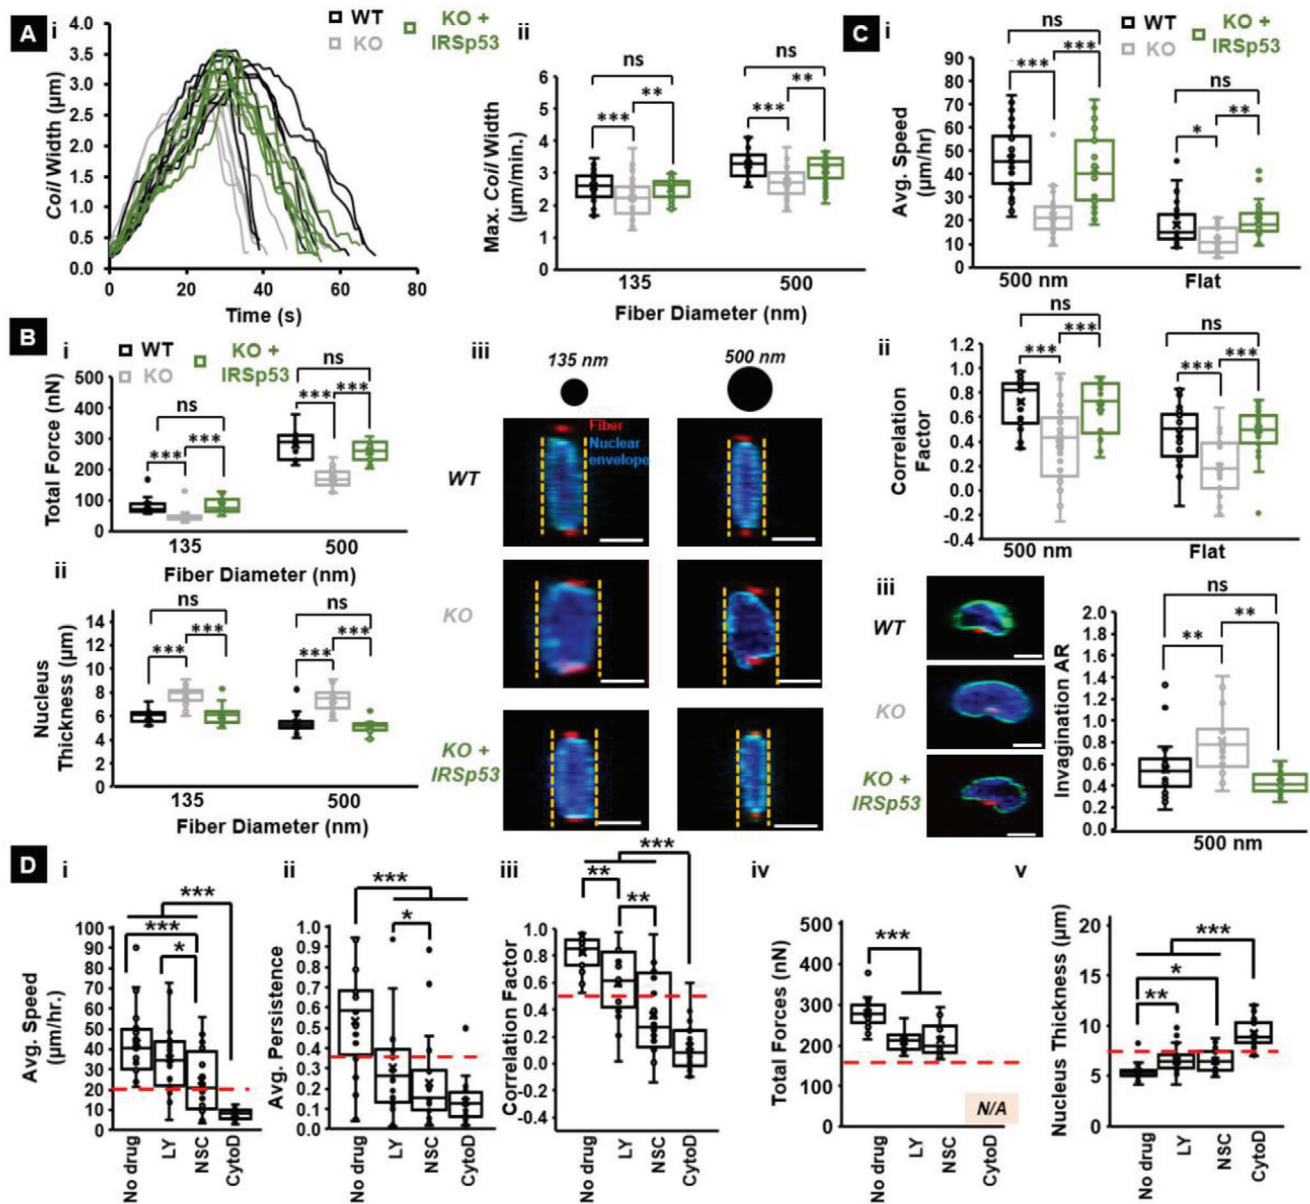 A
i
WT
KO
KO +
IRSp53
Coil Width (µm)
4.0
3.5
3.0
2.5
2.0
1.5
1.0
0.5
0.0
0
20
40
60
80
Time (s)
ii
Max. Coil Width
(µm/min.)
6
5
4
3
2
1
0
ns
***
**
ns
***
**
135
500
Fiber Diameter (nm)
C
i
WT
KO
KO +
IRSp53
Avg. Speed
(µm/hr)
90
80
70
60
50
40
30
20
10
0
ns
***
***
ns
*
**
500 nm
Flat
ii
Correlation
Factor
1.2
1.0
0.8
0.6
0.4
0.2
0.0
-0.2
-0.4
ns
***
***
ns
***
***
500 nm
Flat
iii
WT
KO
KO +
IRSp53
Invagination AR
2.0
1.8
1.6
1.4
1.2
1.0
0.8
0.6
0.4
0.2
0.0
ns
**
**
500 nm
B
i
WT
KO
KO +
IRSp53
Total Force (nN)
500
400
300
200
100
0
ns
***
***
ns
***
***
135
500
Fiber Diameter (nm)
ii
Nucleus
Thickness (µm)
14
12
10
8
6
4
2
0
ns
***
***
ns
***
***
135
500
Fiber Diameter (nm)
iii
135 nm
500 nm
Fiber
Nuclear
envelope
WT
KO
KO +
IRSp53
D
i
Avg. Speed
(µm/hr.)
100
90
80
70
60
50
40
30
20
10
0
***
***
*
No drug
LY
NSC
CytoD
ii
Avg. Persistence
1.0
0.9
0.8
0.7
0.6
0.5
0.4
0.3
0.2
0.1
0.0
***
*
No drug
LY
NSC
CytoD
iii
Correlation Factor
1.0
0.8
0.6
0.4
0.2
0.0
-0.2
-0.4
***
**
**
No drug
LY
NSC
CytoD
iv
Total Forces (nN)
500
400
300
200
100
0
***
N/A
No drug
LY
NSC
CytoD
v
Nucleus Thickness (µm)
20
15
10
5
0
***
*
**
No drug
LY
NSC
CytoD